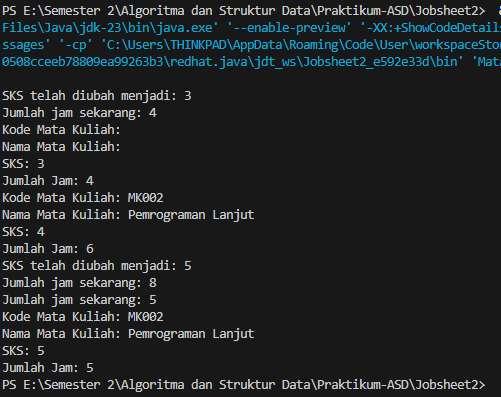 PS E:\Semester 2\Algoritma dan Struktur Data\Praktikum-ASD\Jobsheet2> &
Files\Java\jdk-23\bin\java.exe' '--enable-preview' '-XX:+ShowCodeDetails
ssages' '-cp' 'C:\Users\THINKPAD\AppData\Roaming\Code\User\workspaceStor
0508cceeb78809ea99263b3\redhat.java\jdt_ws\Jobsheet2_e592e33d\bin' 'Mata
SKS telah diubah menjadi: 3
Jumlah jam sekarang: 4
Kode Mata Kuliah:
Nama Mata Kuliah:
SKS: 3
Jumlah Jam: 4
Kode Mata Kuliah: MK002
Nama Mata Kuliah: Pemrograman Lanjut
SKS: 4
Jumlah Jam: 6
SKS telah diubah menjadi: 5
Jumlah jam sekarang: 8
Jumlah jam sekarang: 5
Kode Mata Kuliah: MK002
Nama Mata Kuliah: Pemrograman Lanjut
SKS: 5
Jumlah Jam: 5
PS E:\Semester 2\Algoritma dan Struktur Data\Praktikum-ASD\Jobsheet2>